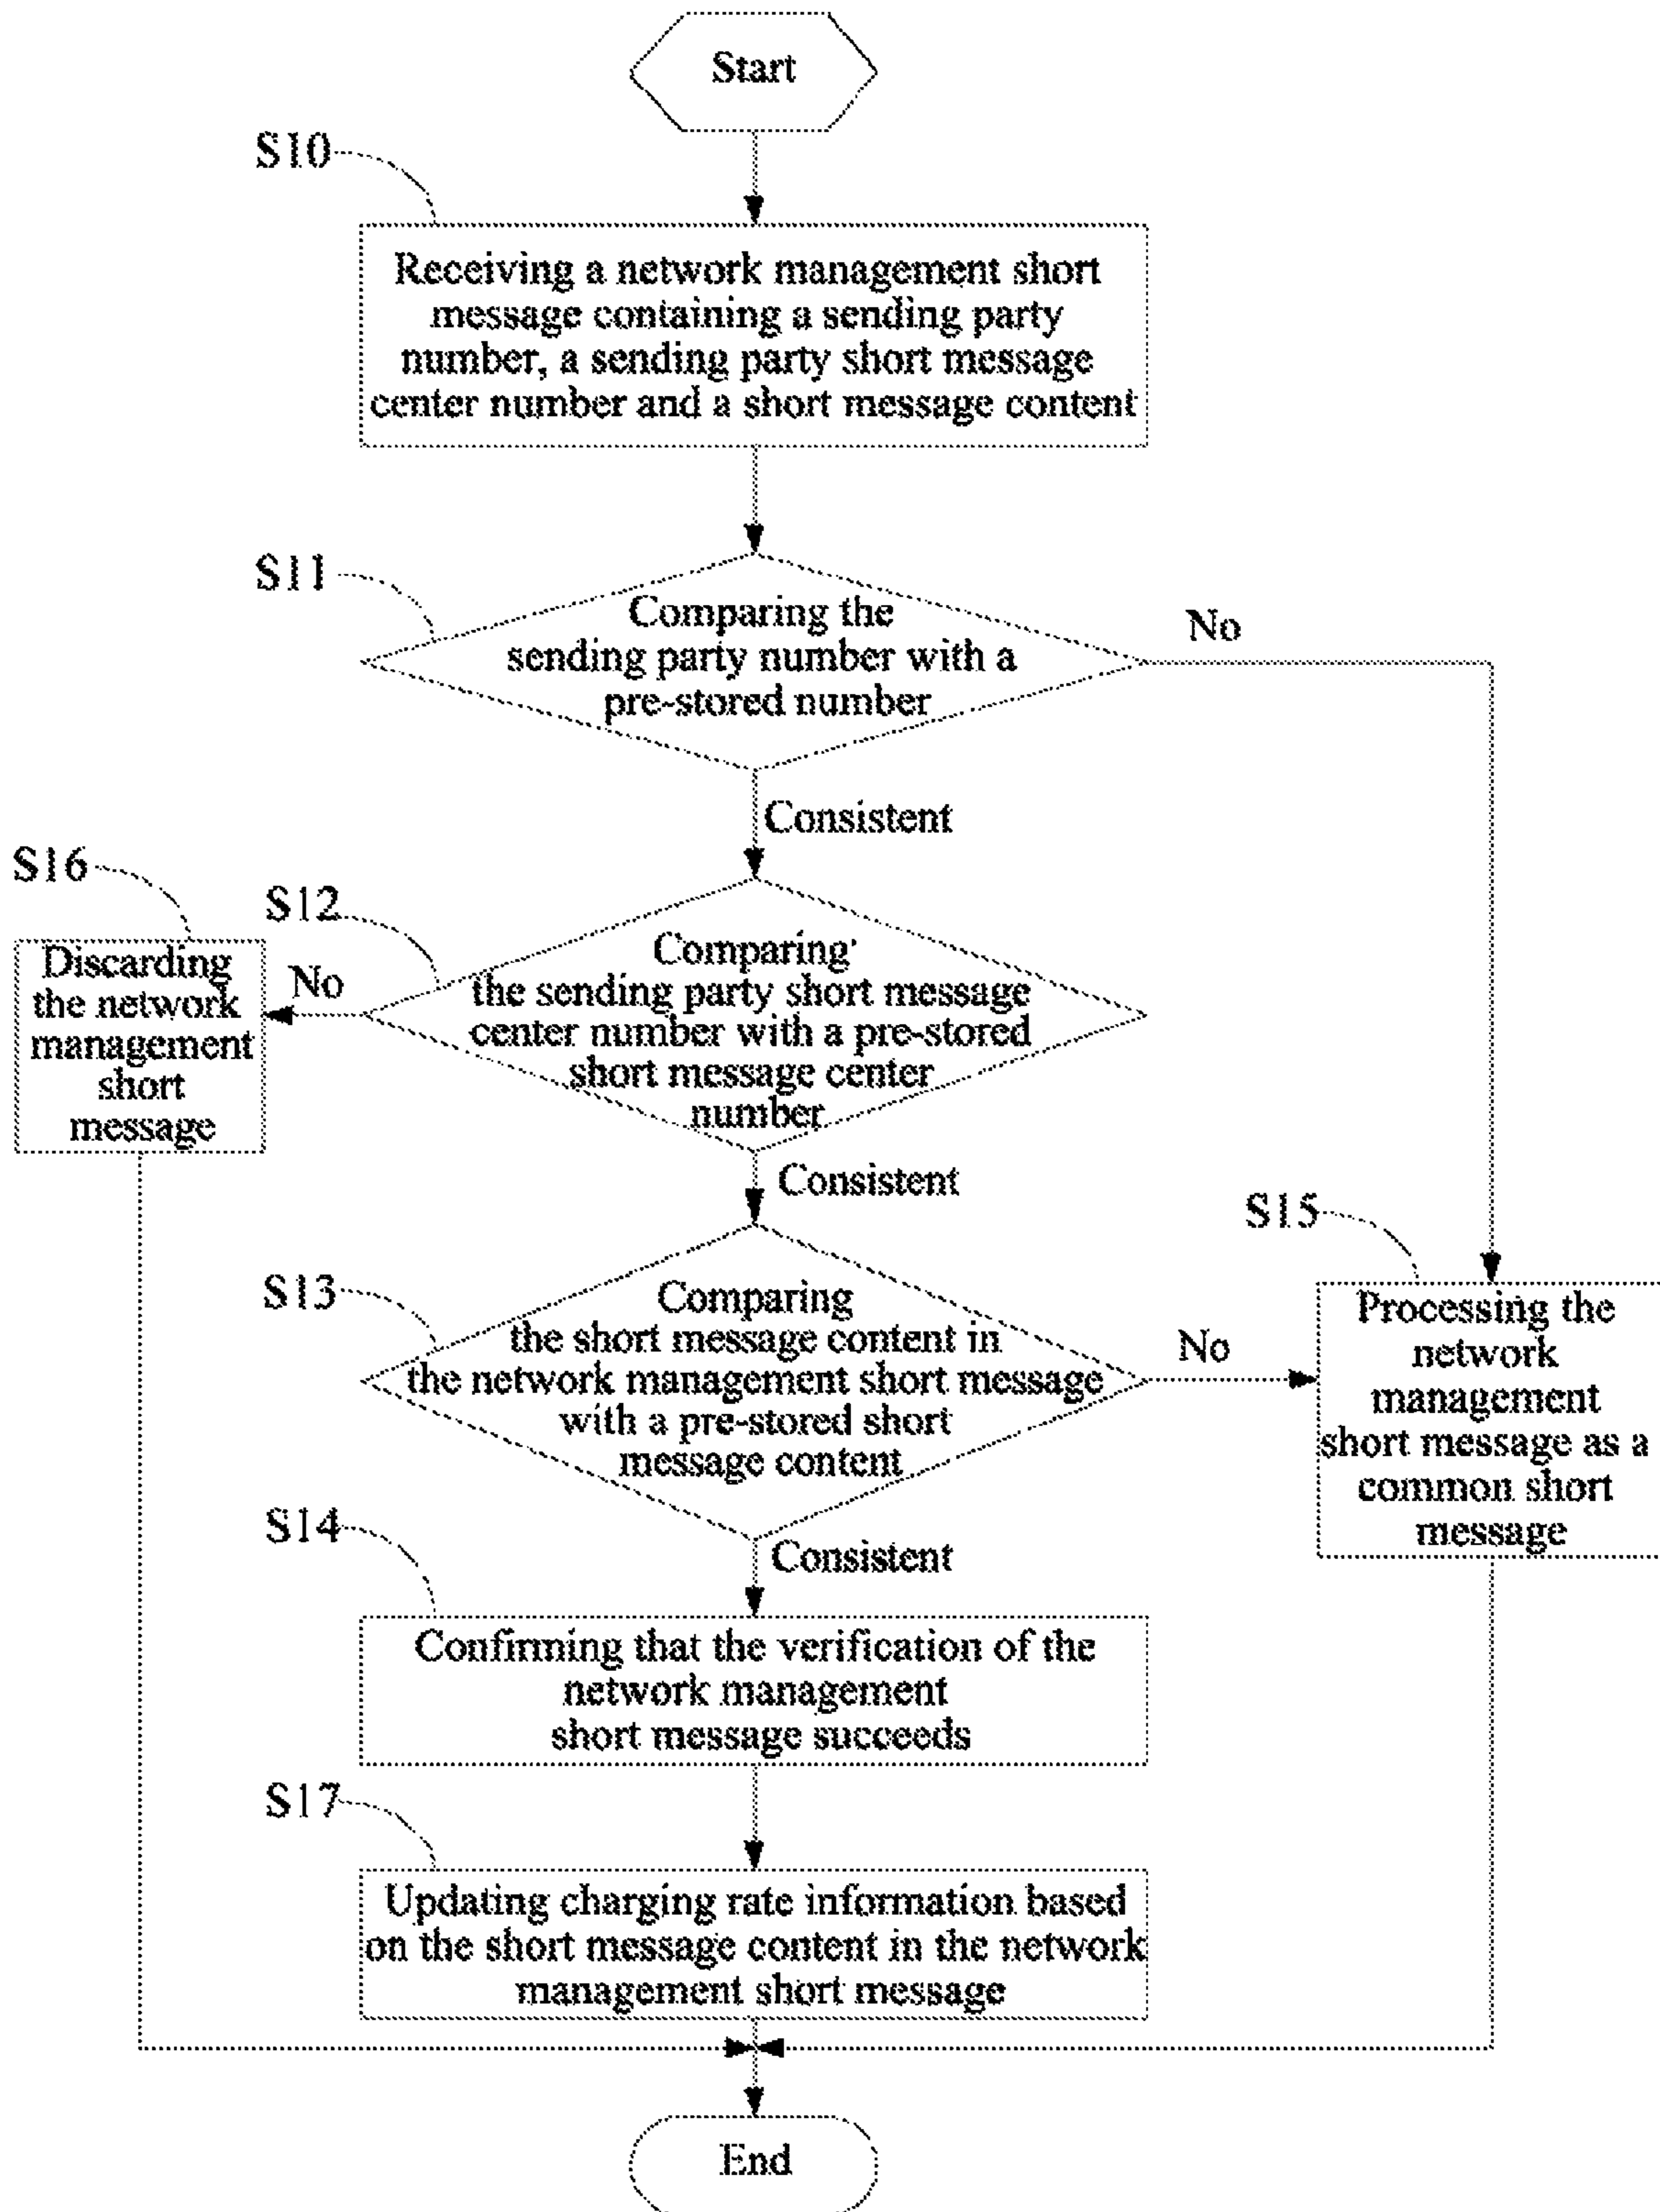 Start
S10
Receiving a network management short
message containing a sending party
number, a sending party short message
center number and a short message content
S11
Comparing the
sending party number with a
pre-stored number
No
Consistent
S16
Discarding
the network
management
short
message
No
S12
Comparing
the sending party short message
center number with a pre-stored
short message center
number
Consistent
S13
Comparing
the short message content in
the network management short message
with a pre-stored short
message content
No
S15
Processing the
network
management
short message as a
common short
message
Consistent
S14
Confirming that the verification of the
network management
short message succeeds
S17
Updating charging rate information based
on the short message content in the network
management short message
End